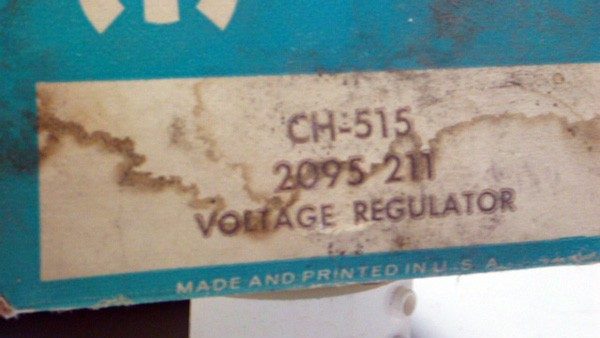 CH-515
2095-211
VOLTAGE REGULATOR
MADE AND PRINTED IN U.S.A.